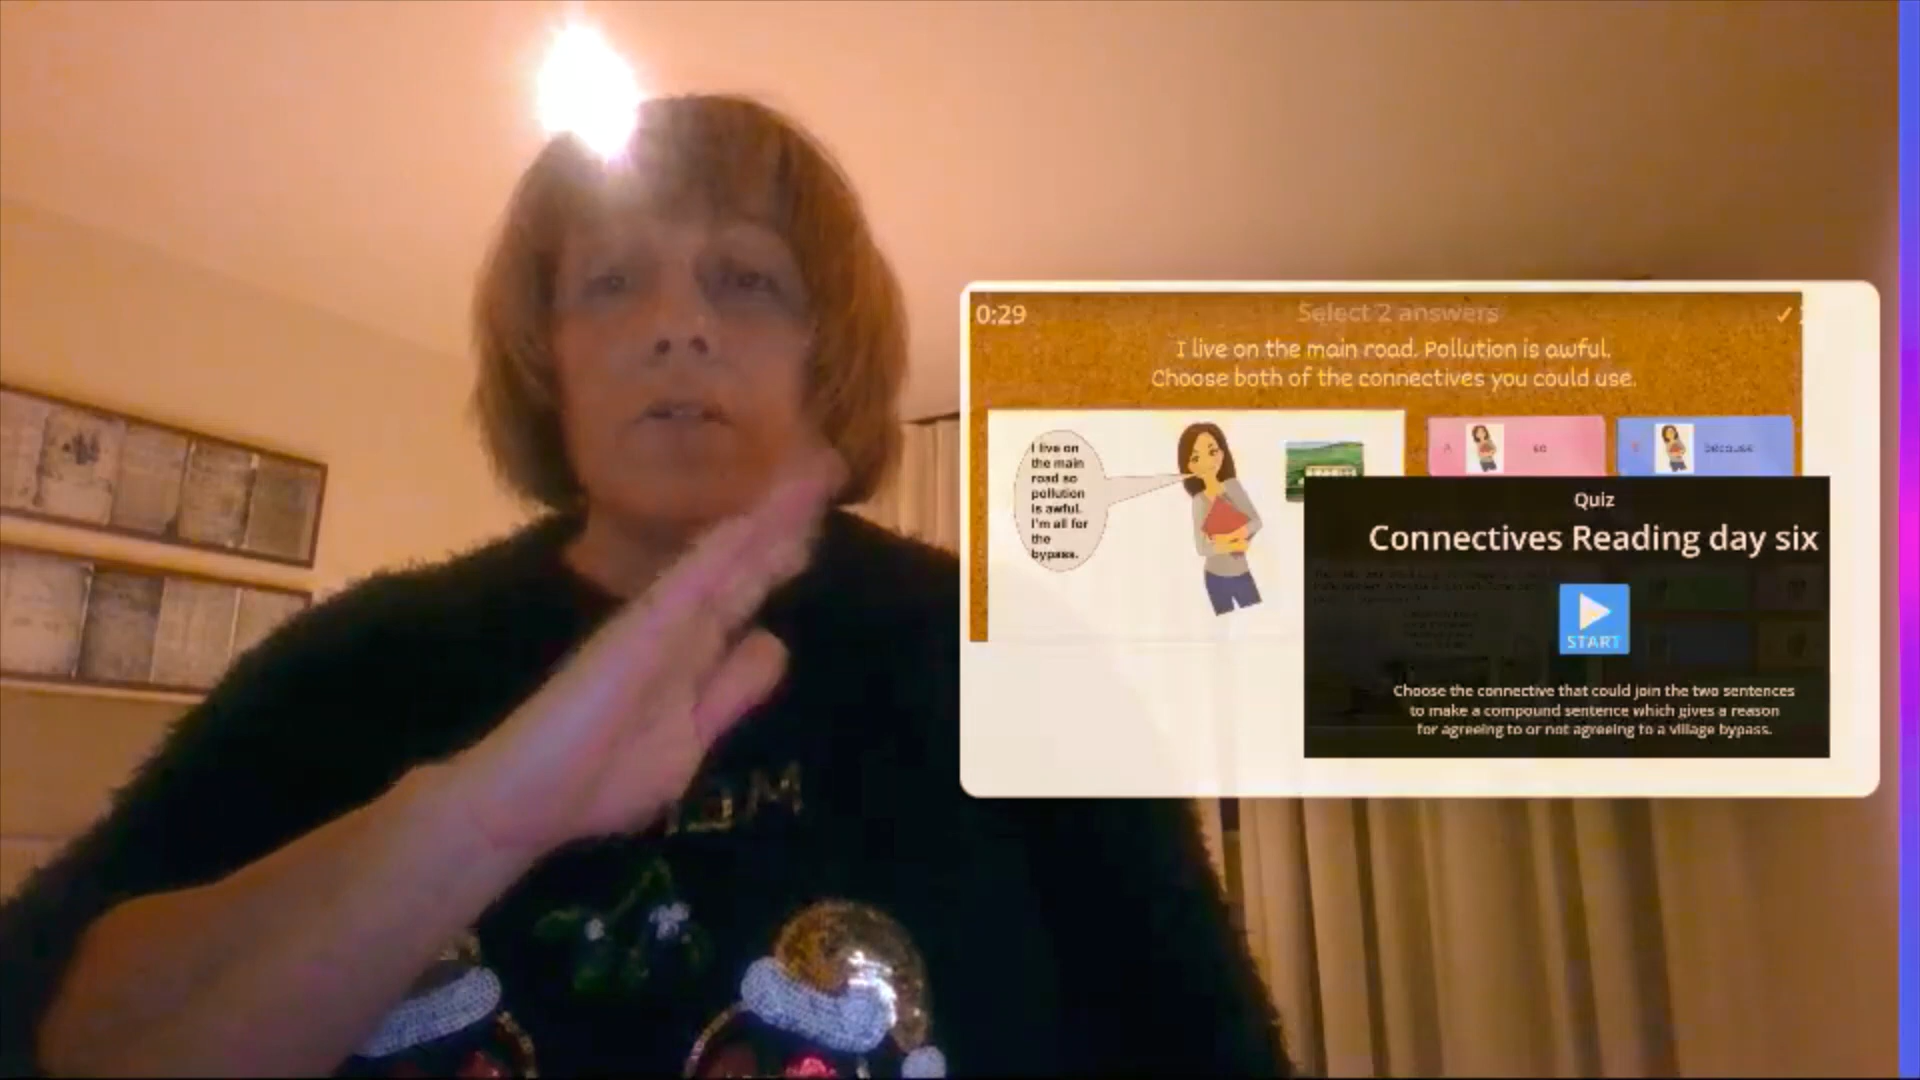 0:29
Select 2 answers
I live on the main road. Pollution is awful.
Choose both of the connectives you could use.
I live on
the main
road so
pollution
is awful.
I'm all for
the
bypass.
A so
B because
Quiz
Connectives Reading day six
START
Choose the connective that could join the two sentences
to make a compound sentence which gives a reason
for agreeing to or not agreeing to a village bypass.